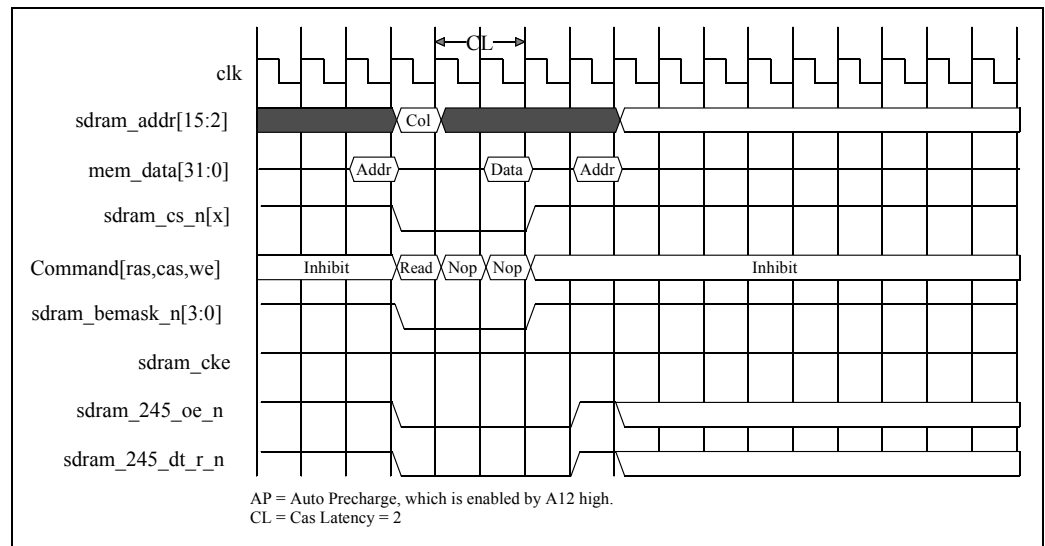 CL
clk
sdram_addr[15:2]
Col
mem_data[31:0]
Addr
Data
Addr
sdram_cs_n[x]
Command[ras,cas,we]
Inhibit
Read
Nop
Nop
Inhibit
sdram_bemask_n[3:0]
sdram_cke
sdram_245_oe_n
sdram_245_dt_r_n
AP = Auto Precharge, which is enabled by A12 high.
CL = Cas Latency = 2